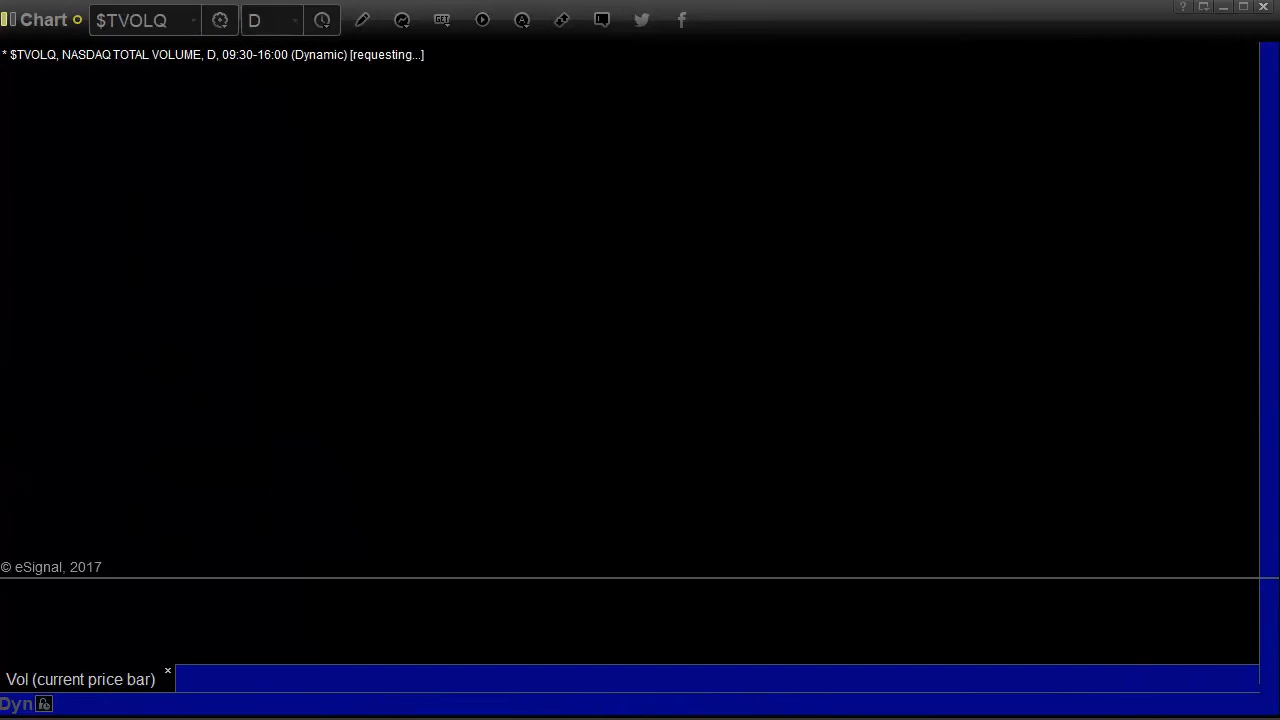 Chart $TVOLQ D GET A ?
* $TVOLQ, NASDAQ TOTAL VOLUME, D, 09:30-16:00 (Dynamic) [requesting...]
© eSignal, 2017
Vol (current price bar)
Dyn